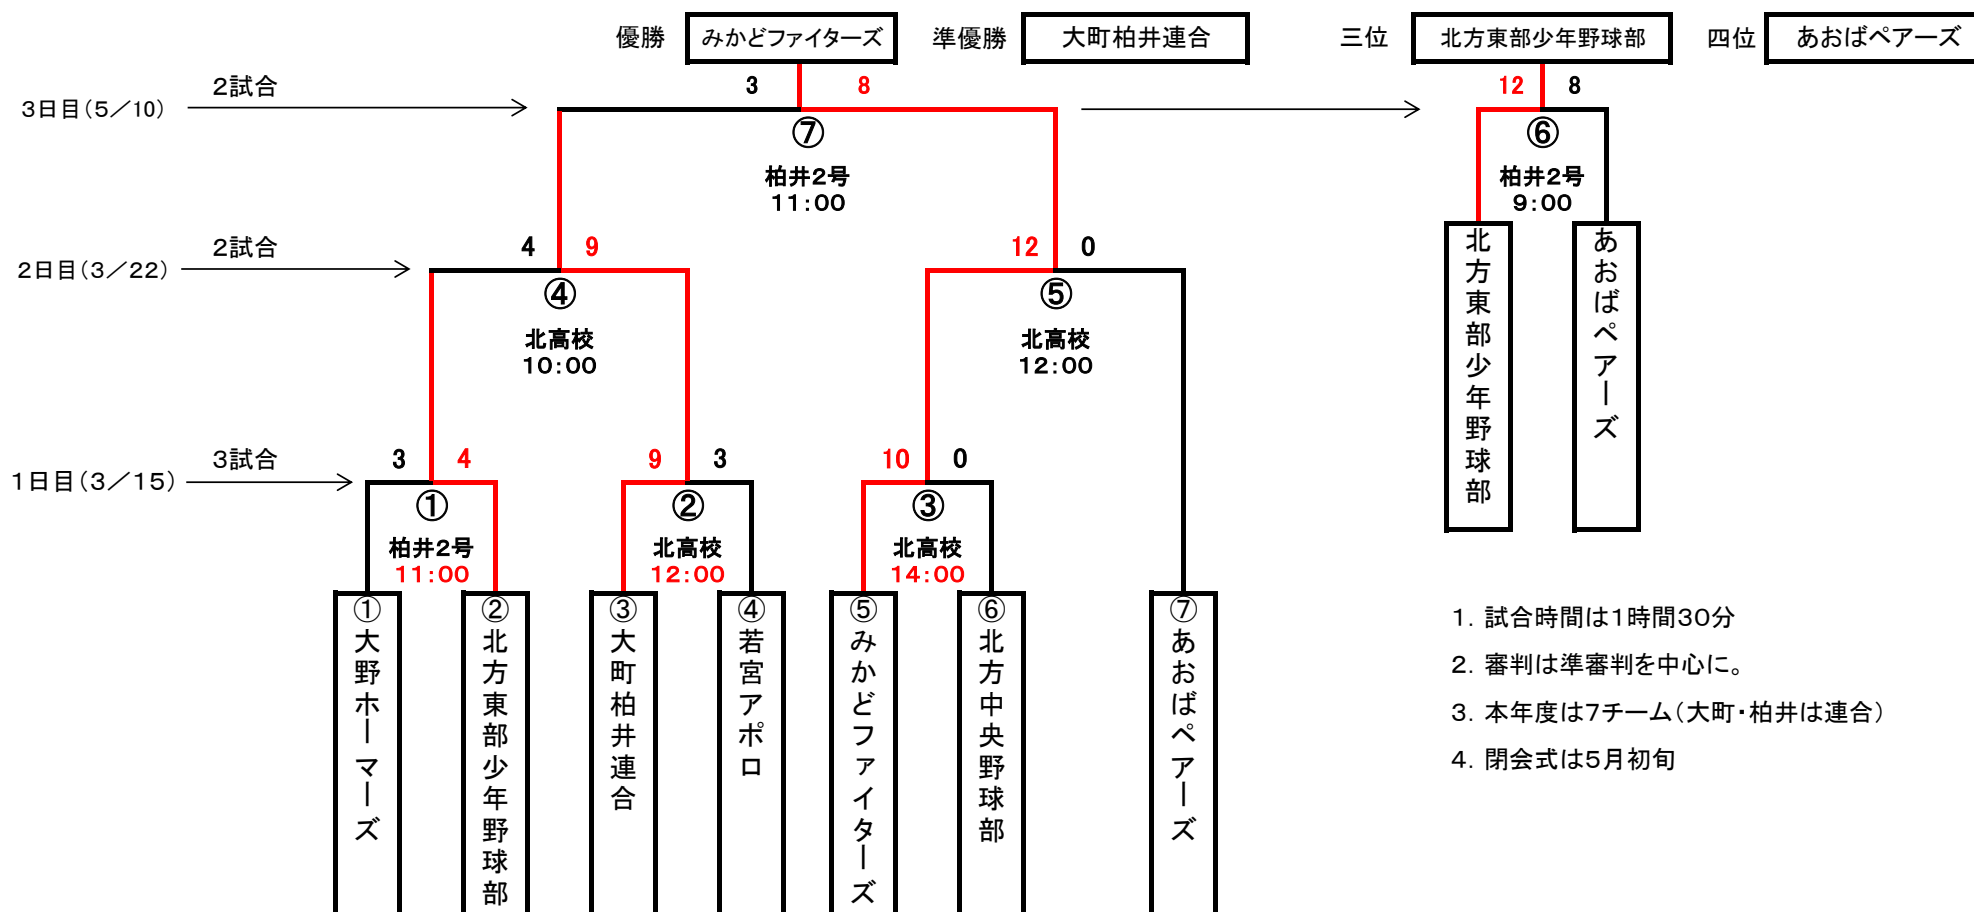 優勝 みかどファイターズ 準優勝 大町柏井連合 三位 北方東部少年野球部 四位 あおばペアーズ
3 8 12 8
3日目(5/10) 2試合
⑦ ⑥
柏井2号 柏井2号
11:00 9:00
北方東部少年野球部
あおばペアーズ
4 9 12 0
2日目(3/22) 2試合
④ ⑤
北高校 北高校
10:00 12:00
3 4 9 3 10 0
1日目(3/15) 3試合
① ② ③
柏井2号 北高校 北高校
11:00 12:00 14:00
①大野ホーマーズ
②北方東部少年野球部
③大町柏井連合
④若宮アポロ
⑤みかどファイターズ
⑥北方中央野球部
⑦あおばペアーズ
1. 試合時間は1時間30分
2. 審判は準審判を中心に。
3. 本年度は7チーム(大町・柏井は連合)
4. 閉会式は5月初旬